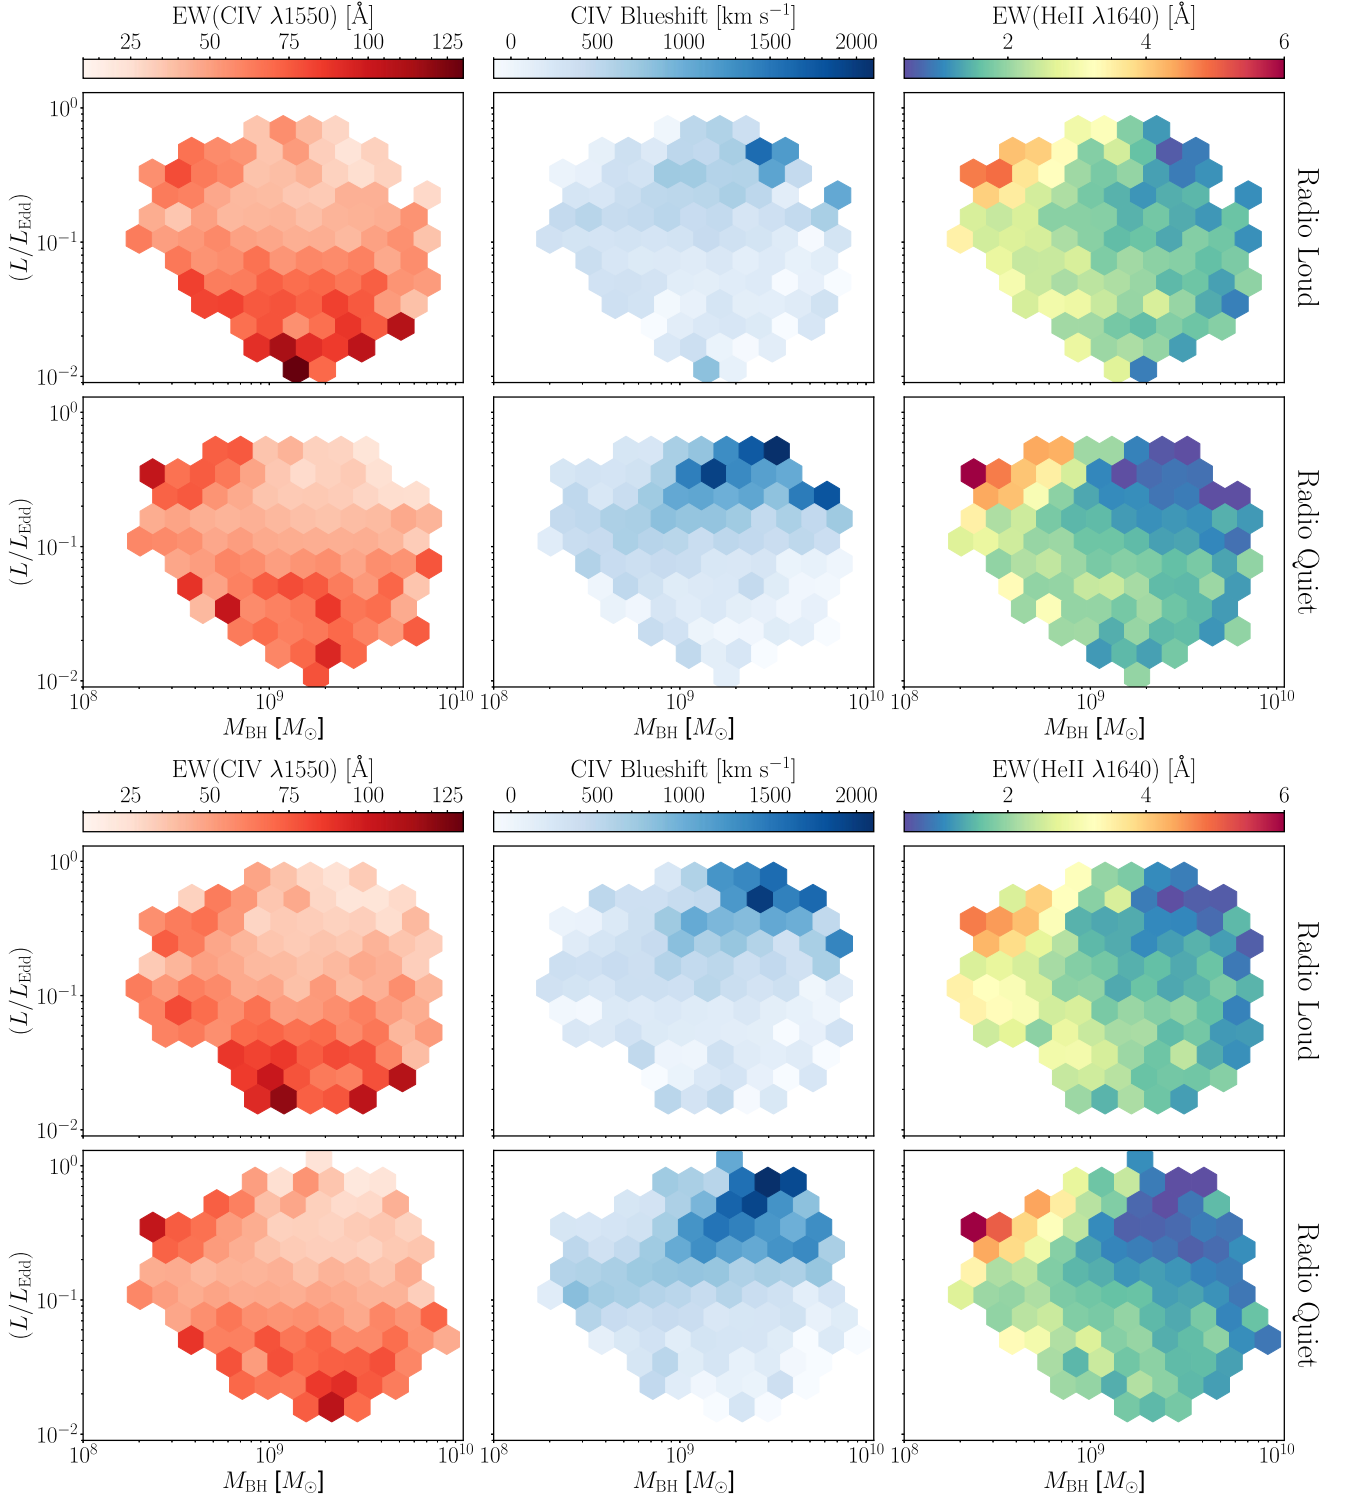 EW(CIV λ1550) [Å] CIV Blueshift [km s⁻¹] EW(HeII λ1640) [Å]
25 50 75 100 125 0 500 1000 1500 2000 2 4 6
10⁰
(L/L_Edd)
10⁻¹
10⁻²
Radio Loud
10⁰
(L/L_Edd)
10⁻¹
10⁻²
Radio Quiet
10⁸ 10⁹ 10¹⁰ 10⁸ 10⁹ 10¹⁰ 10⁸ 10⁹ 10¹⁰
M_BH [M_☉] M_BH [M_☉] M_BH [M_☉]
EW(CIV λ1550) [Å] CIV Blueshift [km s⁻¹] EW(HeII λ1640) [Å]
25 50 75 100 125 0 500 1000 1500 2000 2 4 6
10⁰
(L/L_Edd)
10⁻¹
10⁻²
Radio Loud
10⁰
(L/L_Edd)
10⁻¹
10⁻²
Radio Quiet
10⁸ 10⁹ 10¹⁰ 10⁸ 10⁹ 10¹⁰ 10⁸ 10⁹ 10¹⁰
M_BH [M_☉] M_BH [M_☉] M_BH [M_☉]